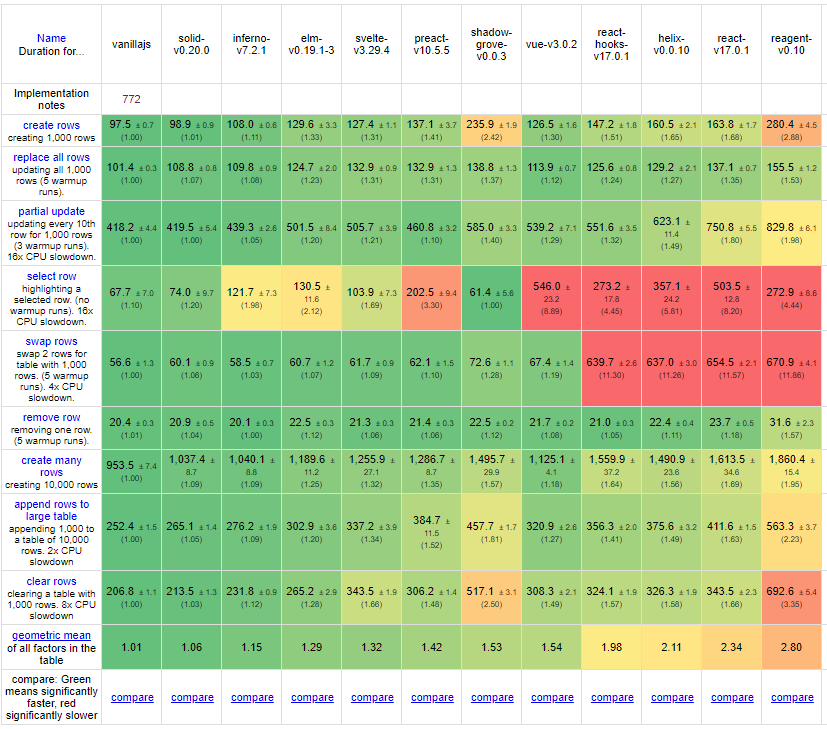 Name Duration for... vanillajs solid-v0.20.0 inferno-v7.2.1 elm-v0.19.1-3 svelte-v3.29.4 preact-v10.5.5 shadow-grove-v0.0.3 vue-v3.0.2 react-hooks-v17.0.1 helix-v0.0.10 react-v17.0.1 reagent-v0.10
Implementation notes 772
create rows creating 1,000 rows 97.5 ± 0.7 (1.00) 98.9 ± 0.9 (1.01) 108.0 ± 0.6 (1.11) 129.6 ± 3.3 (1.33) 127.4 ± 1.1 (1.31) 137.1 ± 3.7 (1.41) 235.9 ± 1.9 (2.42) 126.5 ± 1.6 (1.30) 147.2 ± 1.8 (1.51) 160.5 ± 2.1 (1.65) 163.8 ± 1.7 (1.68) 280.4 ± 4.5 (2.88)
replace all rows updating all 1,000 rows (5 warmup runs). 101.4 ± 0.3 (1.00) 108.8 ± 0.8 (1.07) 109.8 ± 0.9 (1.08) 124.7 ± 2.0 (1.23) 132.9 ± 0.9 (1.31) 132.9 ± 1.3 (1.31) 138.8 ± 1.3 (1.37) 113.9 ± 0.7 (1.12) 125.6 ± 0.8 (1.24) 129.2 ± 2.1 (1.27) 137.1 ± 0.7 (1.35) 155.5 ± 1.2 (1.53)
partial update updating every 10th row for 1,000 rows (3 warmup runs). 16x CPU slowdown. 418.2 ± 4.4 (1.00) 419.5 ± 5.4 (1.00) 439.3 ± 2.6 (1.05) 501.5 ± 8.4 (1.20) 505.7 ± 3.9 (1.21) 460.8 ± 3.2 (1.10) 585.0 ± 3.3 (1.40) 539.2 ± 7.1 (1.29) 551.6 ± 3.5 (1.32) 623.1 ± 11.4 (1.49) 750.8 ± 5.5 (1.80) 829.8 ± 6.1 (1.98)
select row highlighting a selected row. (no warmup runs). 16x CPU slowdown. 67.7 ± 7.0 (1.10) 74.0 ± 9.7 (1.20) 121.7 ± 7.3 (1.98) 130.5 ± 11.6 (2.12) 103.9 ± 7.3 (1.69) 202.5 ± 9.4 (3.30) 61.4 ± 5.6 (1.00) 546.0 ± 23.2 (8.89) 273.2 ± 17.8 (4.45) 357.1 ± 24.2 (5.81) 503.5 ± 12.8 (8.20) 272.9 ± 8.6 (4.44)
swap rows swap 2 rows for table with 1,000 rows. (5 warmup runs). 4x CPU slowdown. 56.6 ± 1.3 (1.00) 60.1 ± 0.9 (1.06) 58.5 ± 0.7 (1.03) 60.7 ± 1.2 (1.07) 61.7 ± 0.9 (1.09) 62.1 ± 1.5 (1.10) 72.6 ± 1.1 (1.28) 67.4 ± 1.4 (1.19) 639.7 ± 2.6 (11.30) 637.0 ± 3.0 (11.26) 654.5 ± 2.1 (11.57) 670.9 ± 4.1 (11.86)
remove row removing one row. (5 warmup runs). 20.4 ± 0.3 (1.01) 20.9 ± 0.5 (1.04) 20.1 ± 0.3 (1.00) 22.5 ± 0.3 (1.12) 21.3 ± 0.3 (1.06) 21.4 ± 0.3 (1.06) 22.5 ± 0.2 (1.12) 21.7 ± 0.2 (1.08) 21.0 ± 0.3 (1.05) 22.4 ± 0.4 (1.11) 23.7 ± 0.5 (1.18) 31.6 ± 2.3 (1.57)
create many rows creating 10,000 rows 953.5 ± 7.4 (1.00) 1,037.4 ± 8.7 (1.09) 1,040.1 ± 8.8 (1.09) 1,189.6 ± 11.2 (1.25) 1,255.9 ± 27.1 (1.32) 1,286.7 ± 8.7 (1.35) 1,495.7 ± 29.9 (1.57) 1,125.1 ± 4.1 (1.18) 1,559.9 ± 37.2 (1.64) 1,490.9 ± 23.6 (1.56) 1,613.5 ± 34.6 (1.69) 1,860.4 ± 15.4 (1.95)
append rows to large table appending 1,000 to a table of 10,000 rows. 2x CPU slowdown 252.4 ± 1.5 (1.00) 265.1 ± 1.4 (1.05) 276.2 ± 1.9 (1.09) 302.9 ± 3.6 (1.20) 337.2 ± 3.9 (1.34) 384.7 ± 11.5 (1.52) 457.7 ± 1.7 (1.81) 320.9 ± 2.6 (1.27) 356.3 ± 2.0 (1.41) 375.6 ± 3.2 (1.49) 411.6 ± 1.5 (1.63) 563.3 ± 3.7 (2.23)
clear rows clearing a table with 1,000 rows. 8x CPU slowdown 206.8 ± 1.1 (1.00) 213.5 ± 1.3 (1.03) 231.8 ± 0.9 (1.12) 265.2 ± 2.9 (1.28) 343.5 ± 1.9 (1.66) 306.2 ± 1.4 (1.48) 517.1 ± 3.1 (2.50) 308.3 ± 2.1 (1.49) 324.1 ± 1.9 (1.57) 326.3 ± 1.9 (1.58) 343.5 ± 2.3 (1.66) 692.6 ± 5.4 (3.35)
geometric mean of all factors in the table 1.01 1.06 1.15 1.29 1.32 1.42 1.53 1.54 1.98 2.11 2.34 2.80
compare: Green means significantly faster, red significantly slower compare compare compare compare compare compare compare compare compare compare compare compare